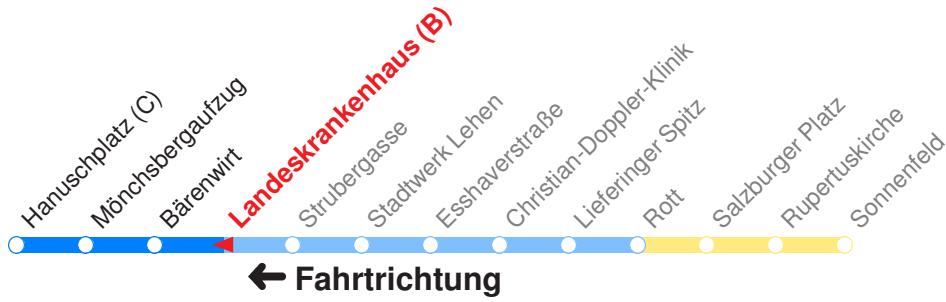 Hanuschplatz (C)
Mönchsbergaufzug
Bärenwirt
Landeskrankenhaus (B)
Strubergasse
Stadtwerk Lehen
Esshaverstraße
Christian-Doppler-Klinik
Lieferinger Spitz
Rott
Salzburger Platz
Rupertuskirche
Sonnenfeld
← Fahrtrichtung